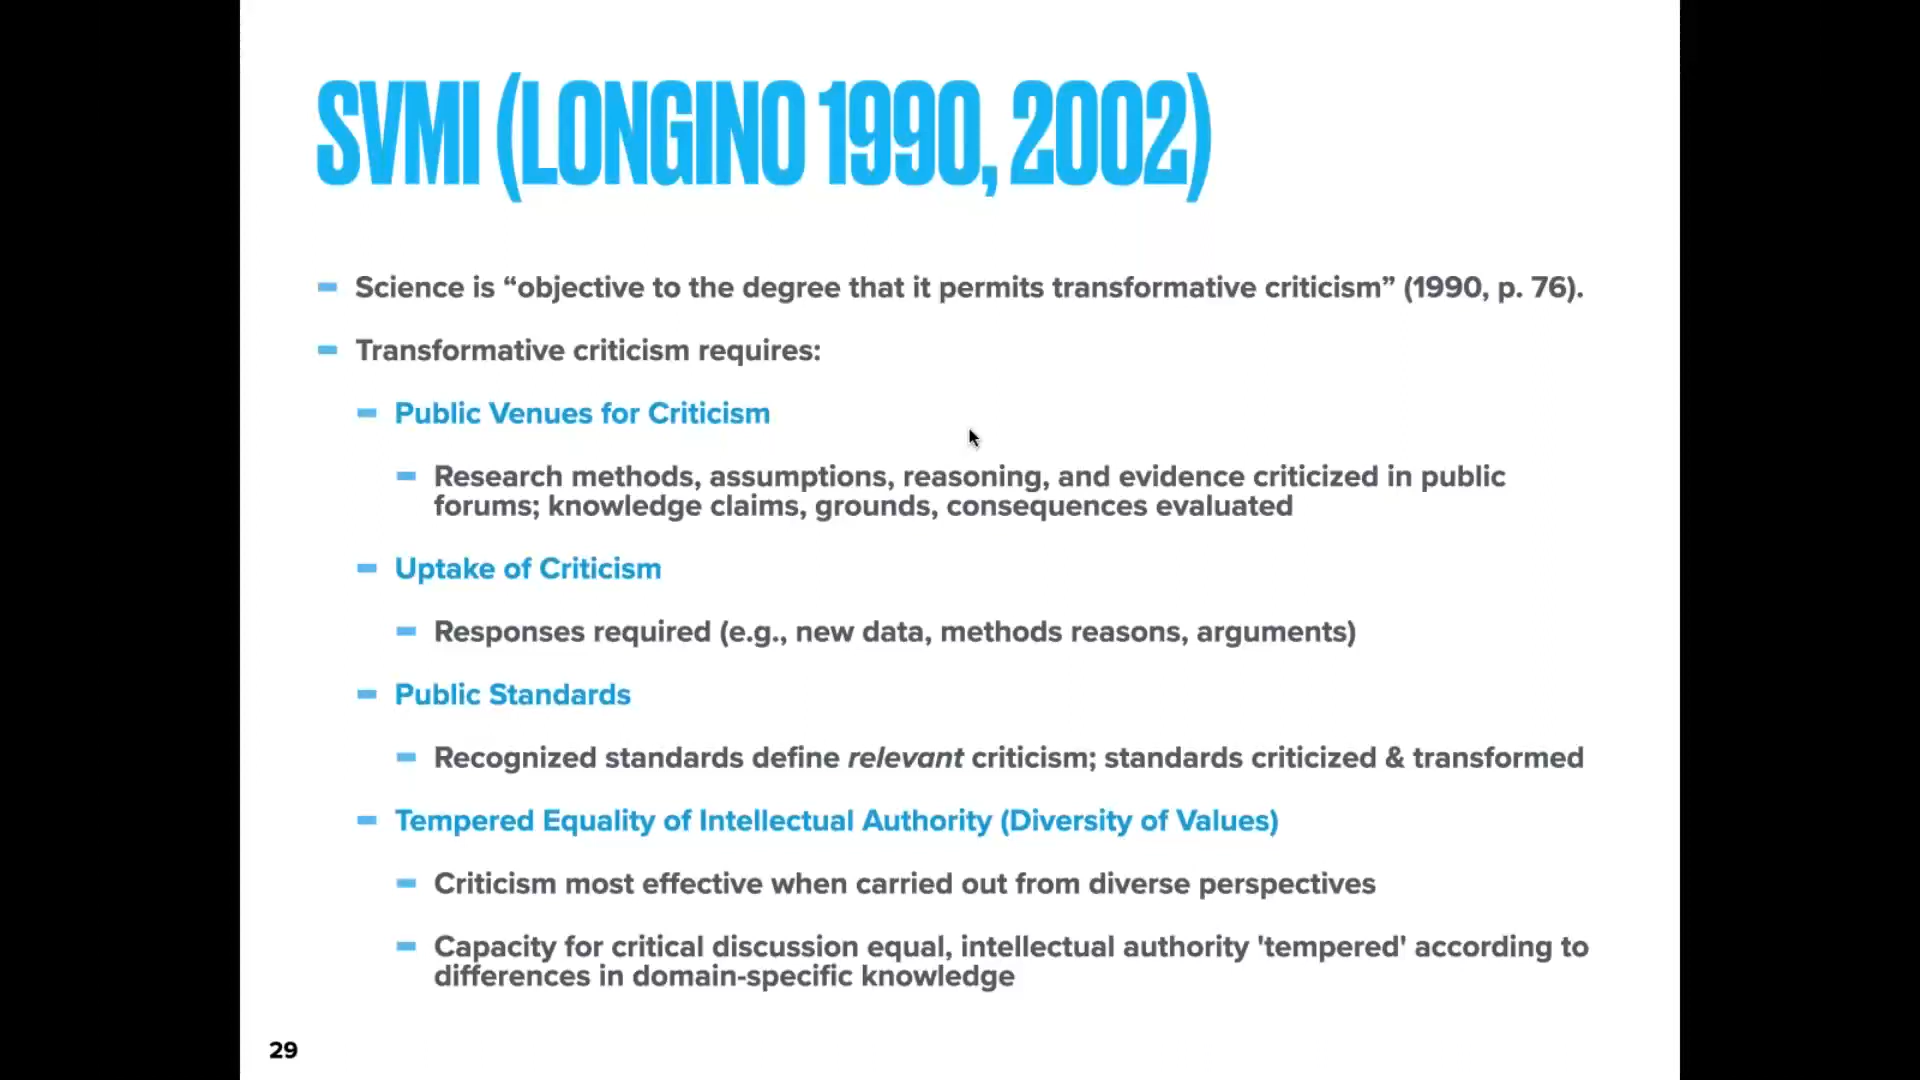 SVMI (LONGINO 1990, 2002)
Science is “objective to the degree that it permits transformative criticism” (1990, p. 76).
Transformative criticism requires:
Public Venues for Criticism
Research methods, assumptions, reasoning, and evidence criticized in public
forums; knowledge claims, grounds, consequences evaluated
Uptake of Criticism
Responses required (e.g., new data, methods reasons, arguments)
Public Standards
Recognized standards define relevant criticism; standards criticized & transformed
Tempered Equality of Intellectual Authority (Diversity of Values)
Criticism most effective when carried out from diverse perspectives
Capacity for critical discussion equal, intellectual authority 'tempered' according to
differences in domain-specific knowledge
29